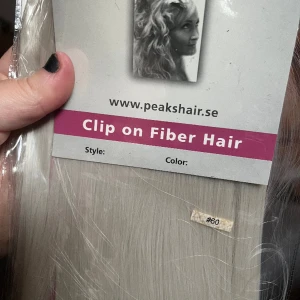 www.peakshair.se
Clip on Fiber Hair
Style: Color:
#60